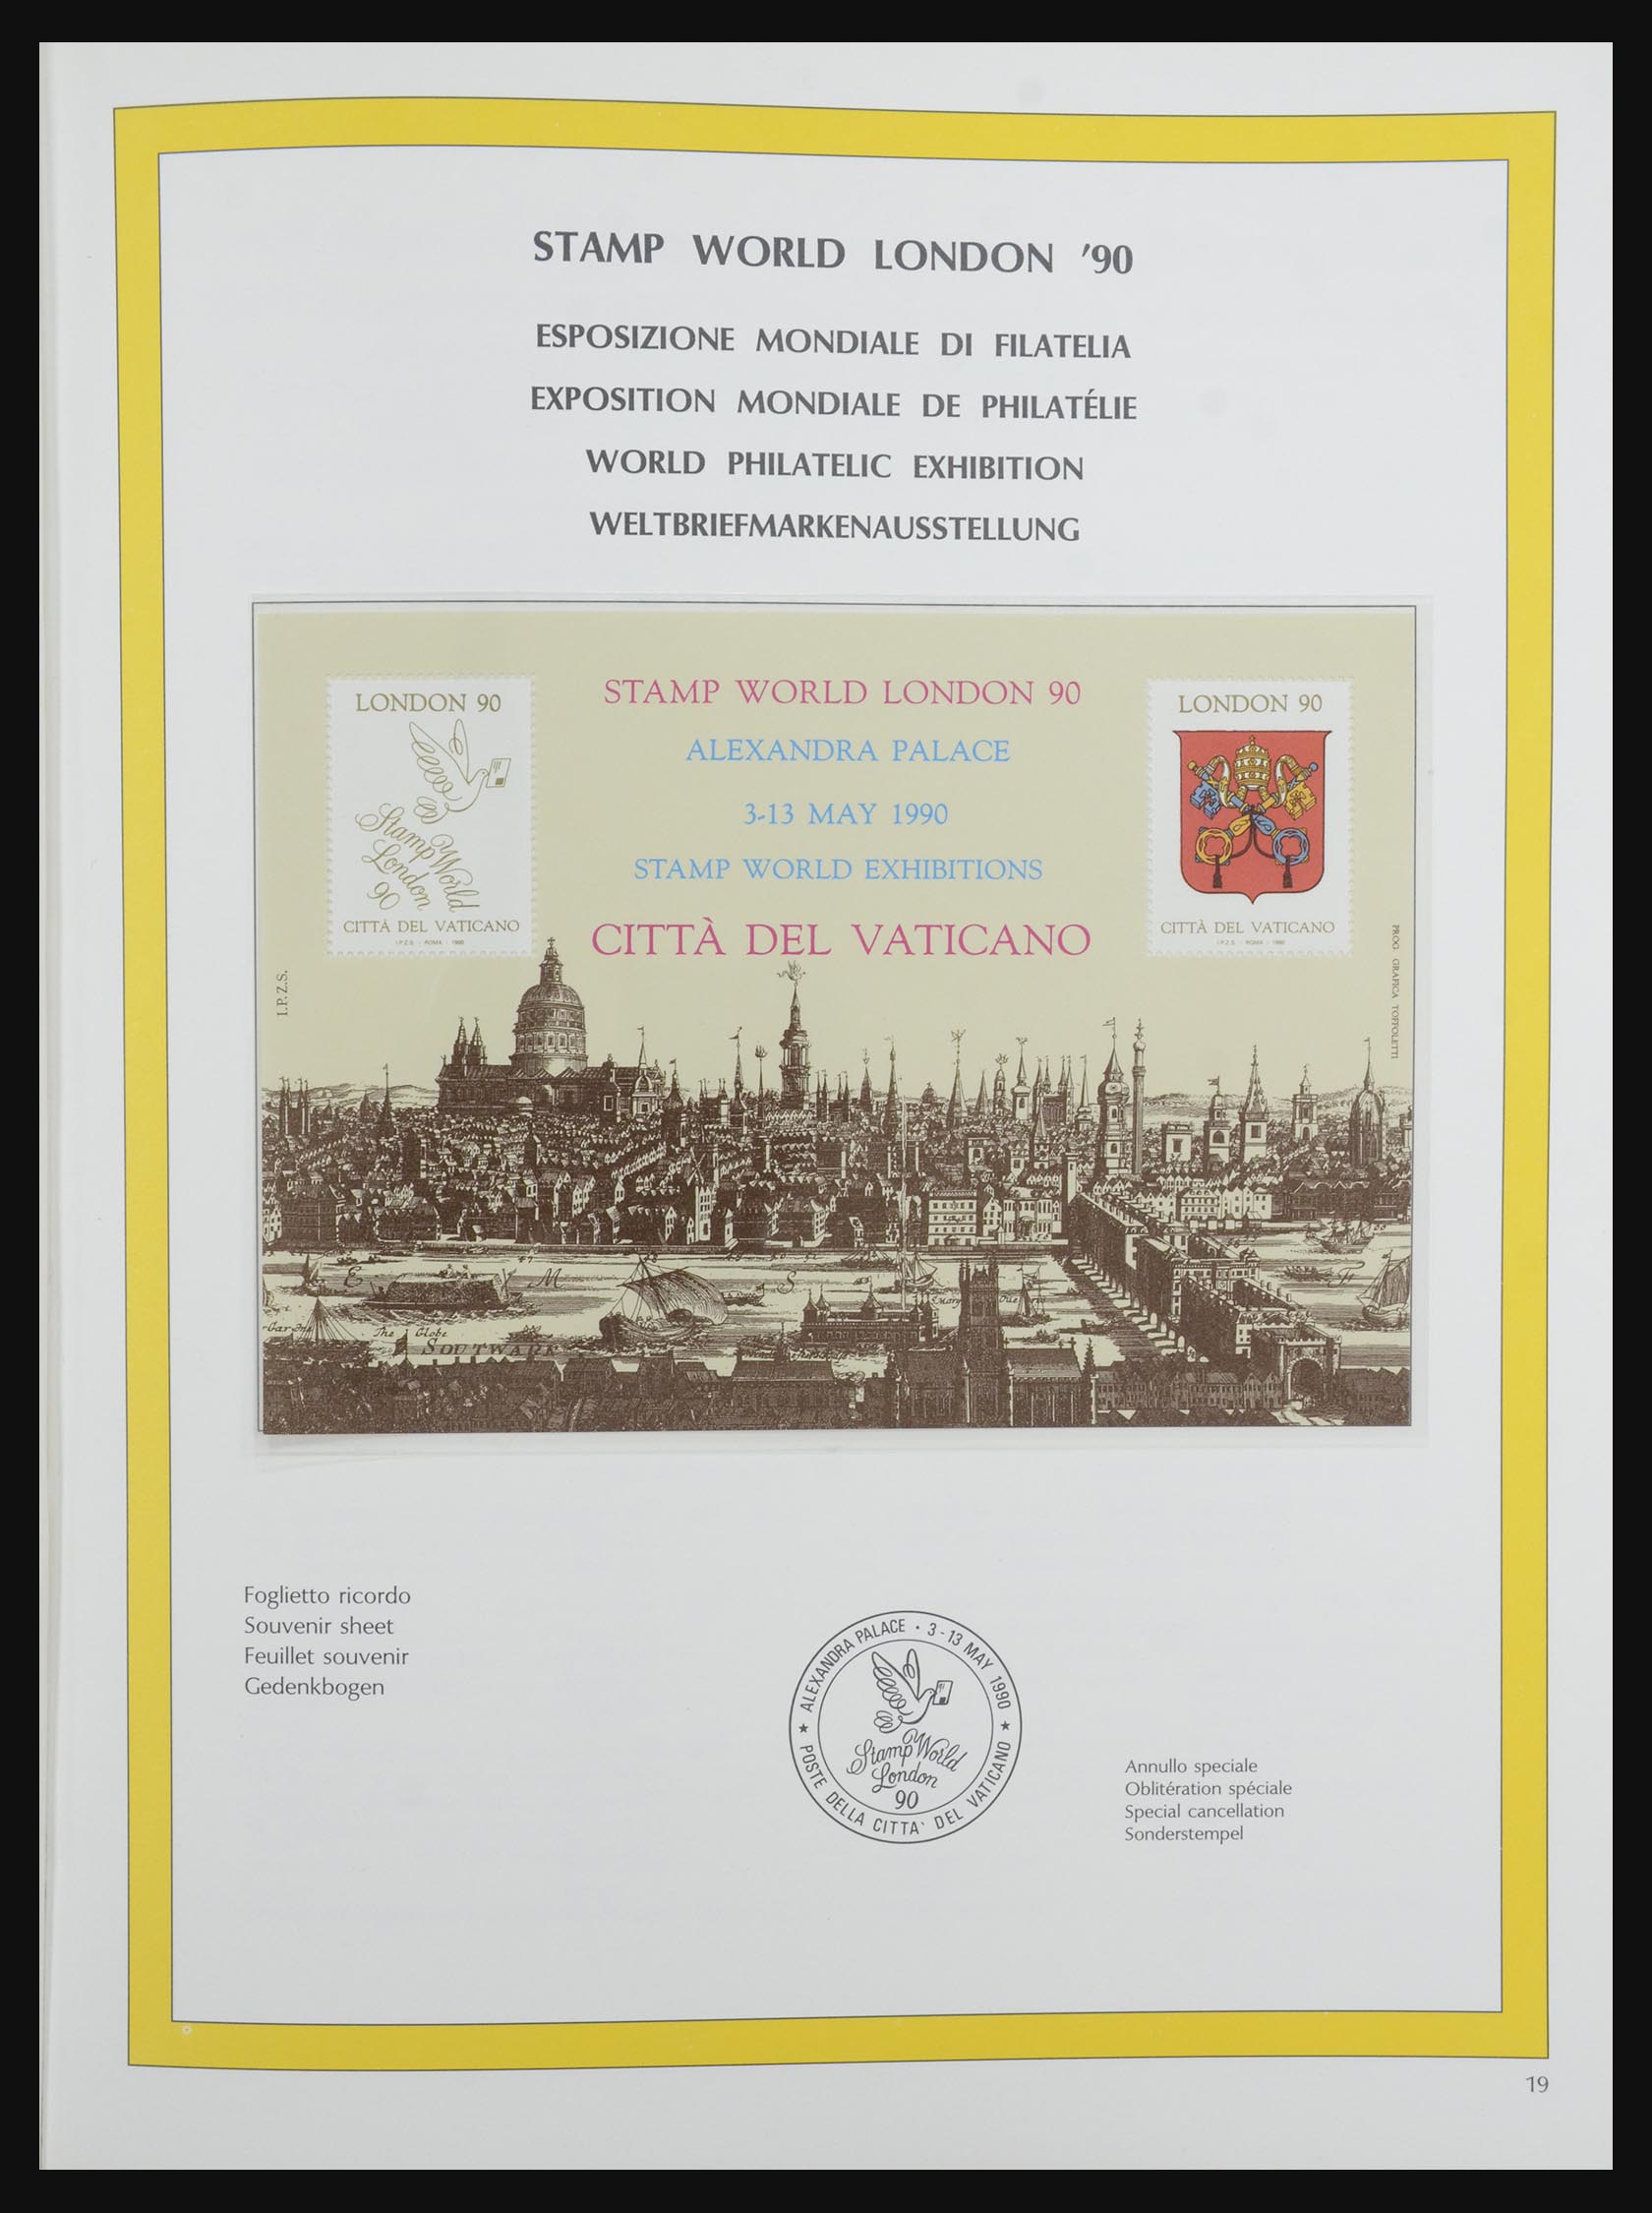 STAMP WORLD LONDON '90
ESPOSIZIONE MONDIALE DI FILATELIA
EXPOSITION MONDIALE DE PHILATÉLIE
WORLD PHILATELIC EXHIBITION
WELTBRIEFMARKENAUSSTELLUNG
LONDON 90
Stamp World
London
90
CITTÀ DEL VATICANO
I.P.Z.S. - ROMA - 1990
STAMP WORLD LONDON 90
ALEXANDRA PALACE
3-13 MAY 1990
STAMP WORLD EXHIBITIONS
CITTÀ DEL VATICANO
LONDON 90
CITTÀ DEL VATICANO
I.P.Z.S. - ROMA - 1990
I.P.Z.S.
PROG. GRAFICA TOFFOLETTI
E M S
The Globe
SOUTWARK
Foglietto ricordo
Souvenir sheet
Feuillet souvenir
Gedenkbogen
ALEXANDRA PALACE · 3-13 MAY 1990
Stamp World
London
90
★ POSTE DELLA CITTA' DEL VATICANO ★
Annullo speciale
Oblitération spéciale
Special cancellation
Sonderstempel
19